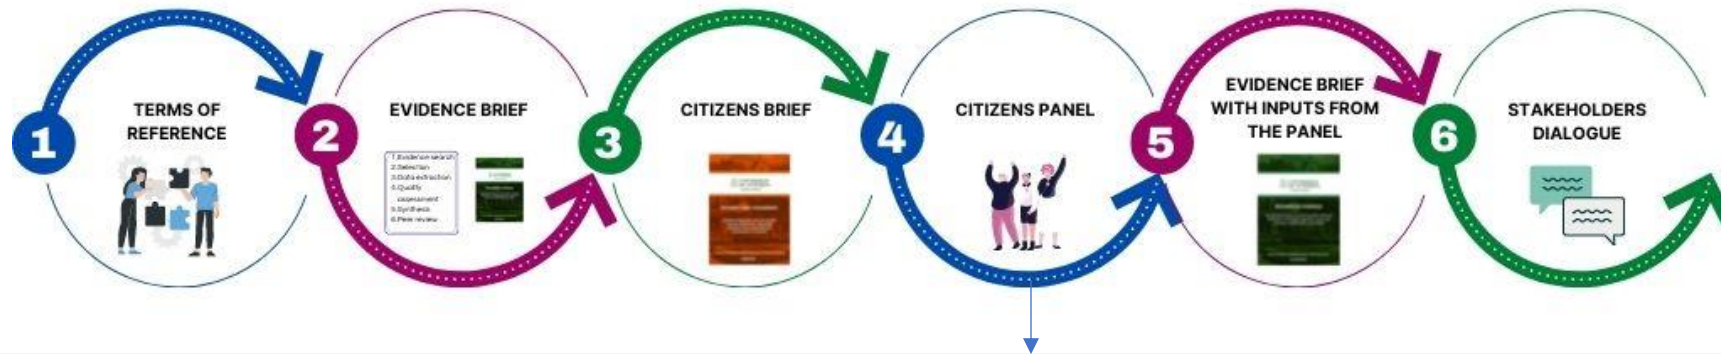 1
TERMS OF
REFERENCE
2
EVIDENCE BRIEF
1.Evidence search
2.Selection
3.Data extraction
4.Quality
assessment
5.Synthesis
6.Peer review
3
CITIZENS BRIEF
4
CITIZENS PANEL
5
EVIDENCE BRIEF
WITH INPUTS FROM
THE PANEL
6
STAKEHOLDERS
DIALOGUE